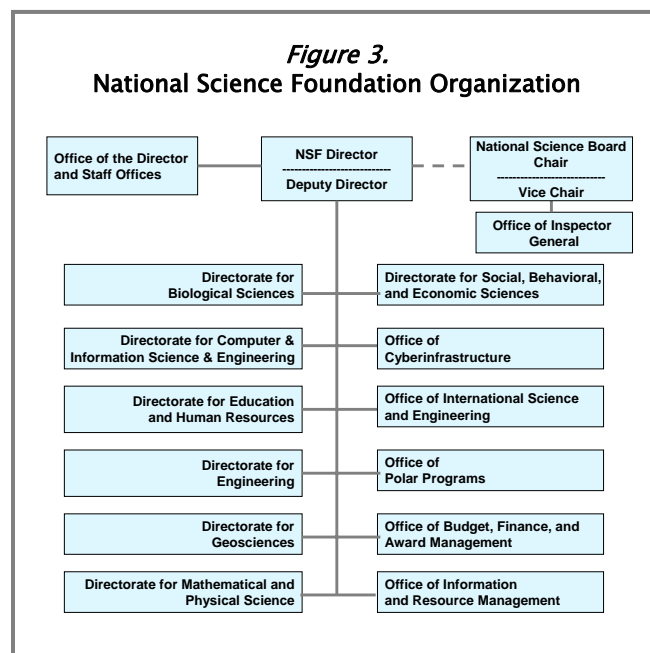 Figure 3.
National Science Foundation Organization
Office of the Director
and Staff Offices
NSF Director
----------------------------
Deputy Director
National Science Board
Chair
----------------------------
Vice Chair
Office of Inspector
General
Directorate for
Biological Sciences
Directorate for Social, Behavioral,
and Economic Sciences
Directorate for Computer &
Information Science & Engineering
Office of
Cyberinfrastructure
Directorate for Education
and Human Resources
Office of International Science
and Engineering
Directorate for
Engineering
Office of
Polar Programs
Directorate for
Geosciences
Office of Budget, Finance, and
Award Management
Directorate for Mathematical and
Physical Science
Office of Information
and Resource Management